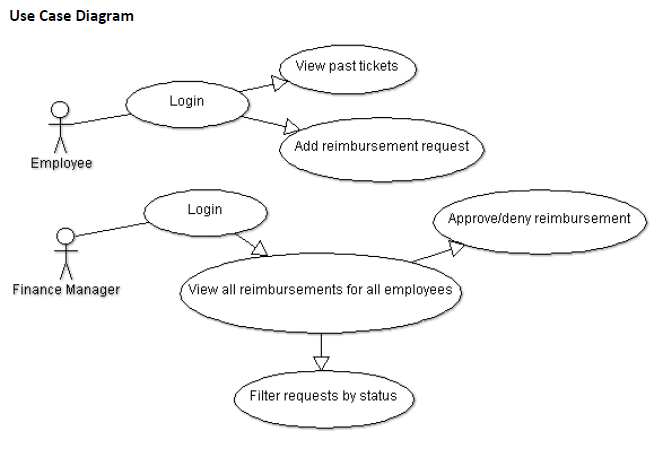 Use Case Diagram
View past tickets
Login
Add reimbursement request
Employee
Login
Approve/deny reimbursement
Finance Manager
View all reimbursements for all employees
Filter requests by status